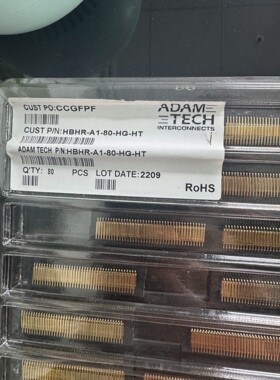 CUST PO:CCGFPF
ADAM TECH
INTERCONNECTS
CUST P/N:HBHR-A1-80-HG-HT
ADAM TECH P/N:HBHR-A1-80-HG-HT
Q'TY: 80 PCS LOT DATE:2209
RoHS